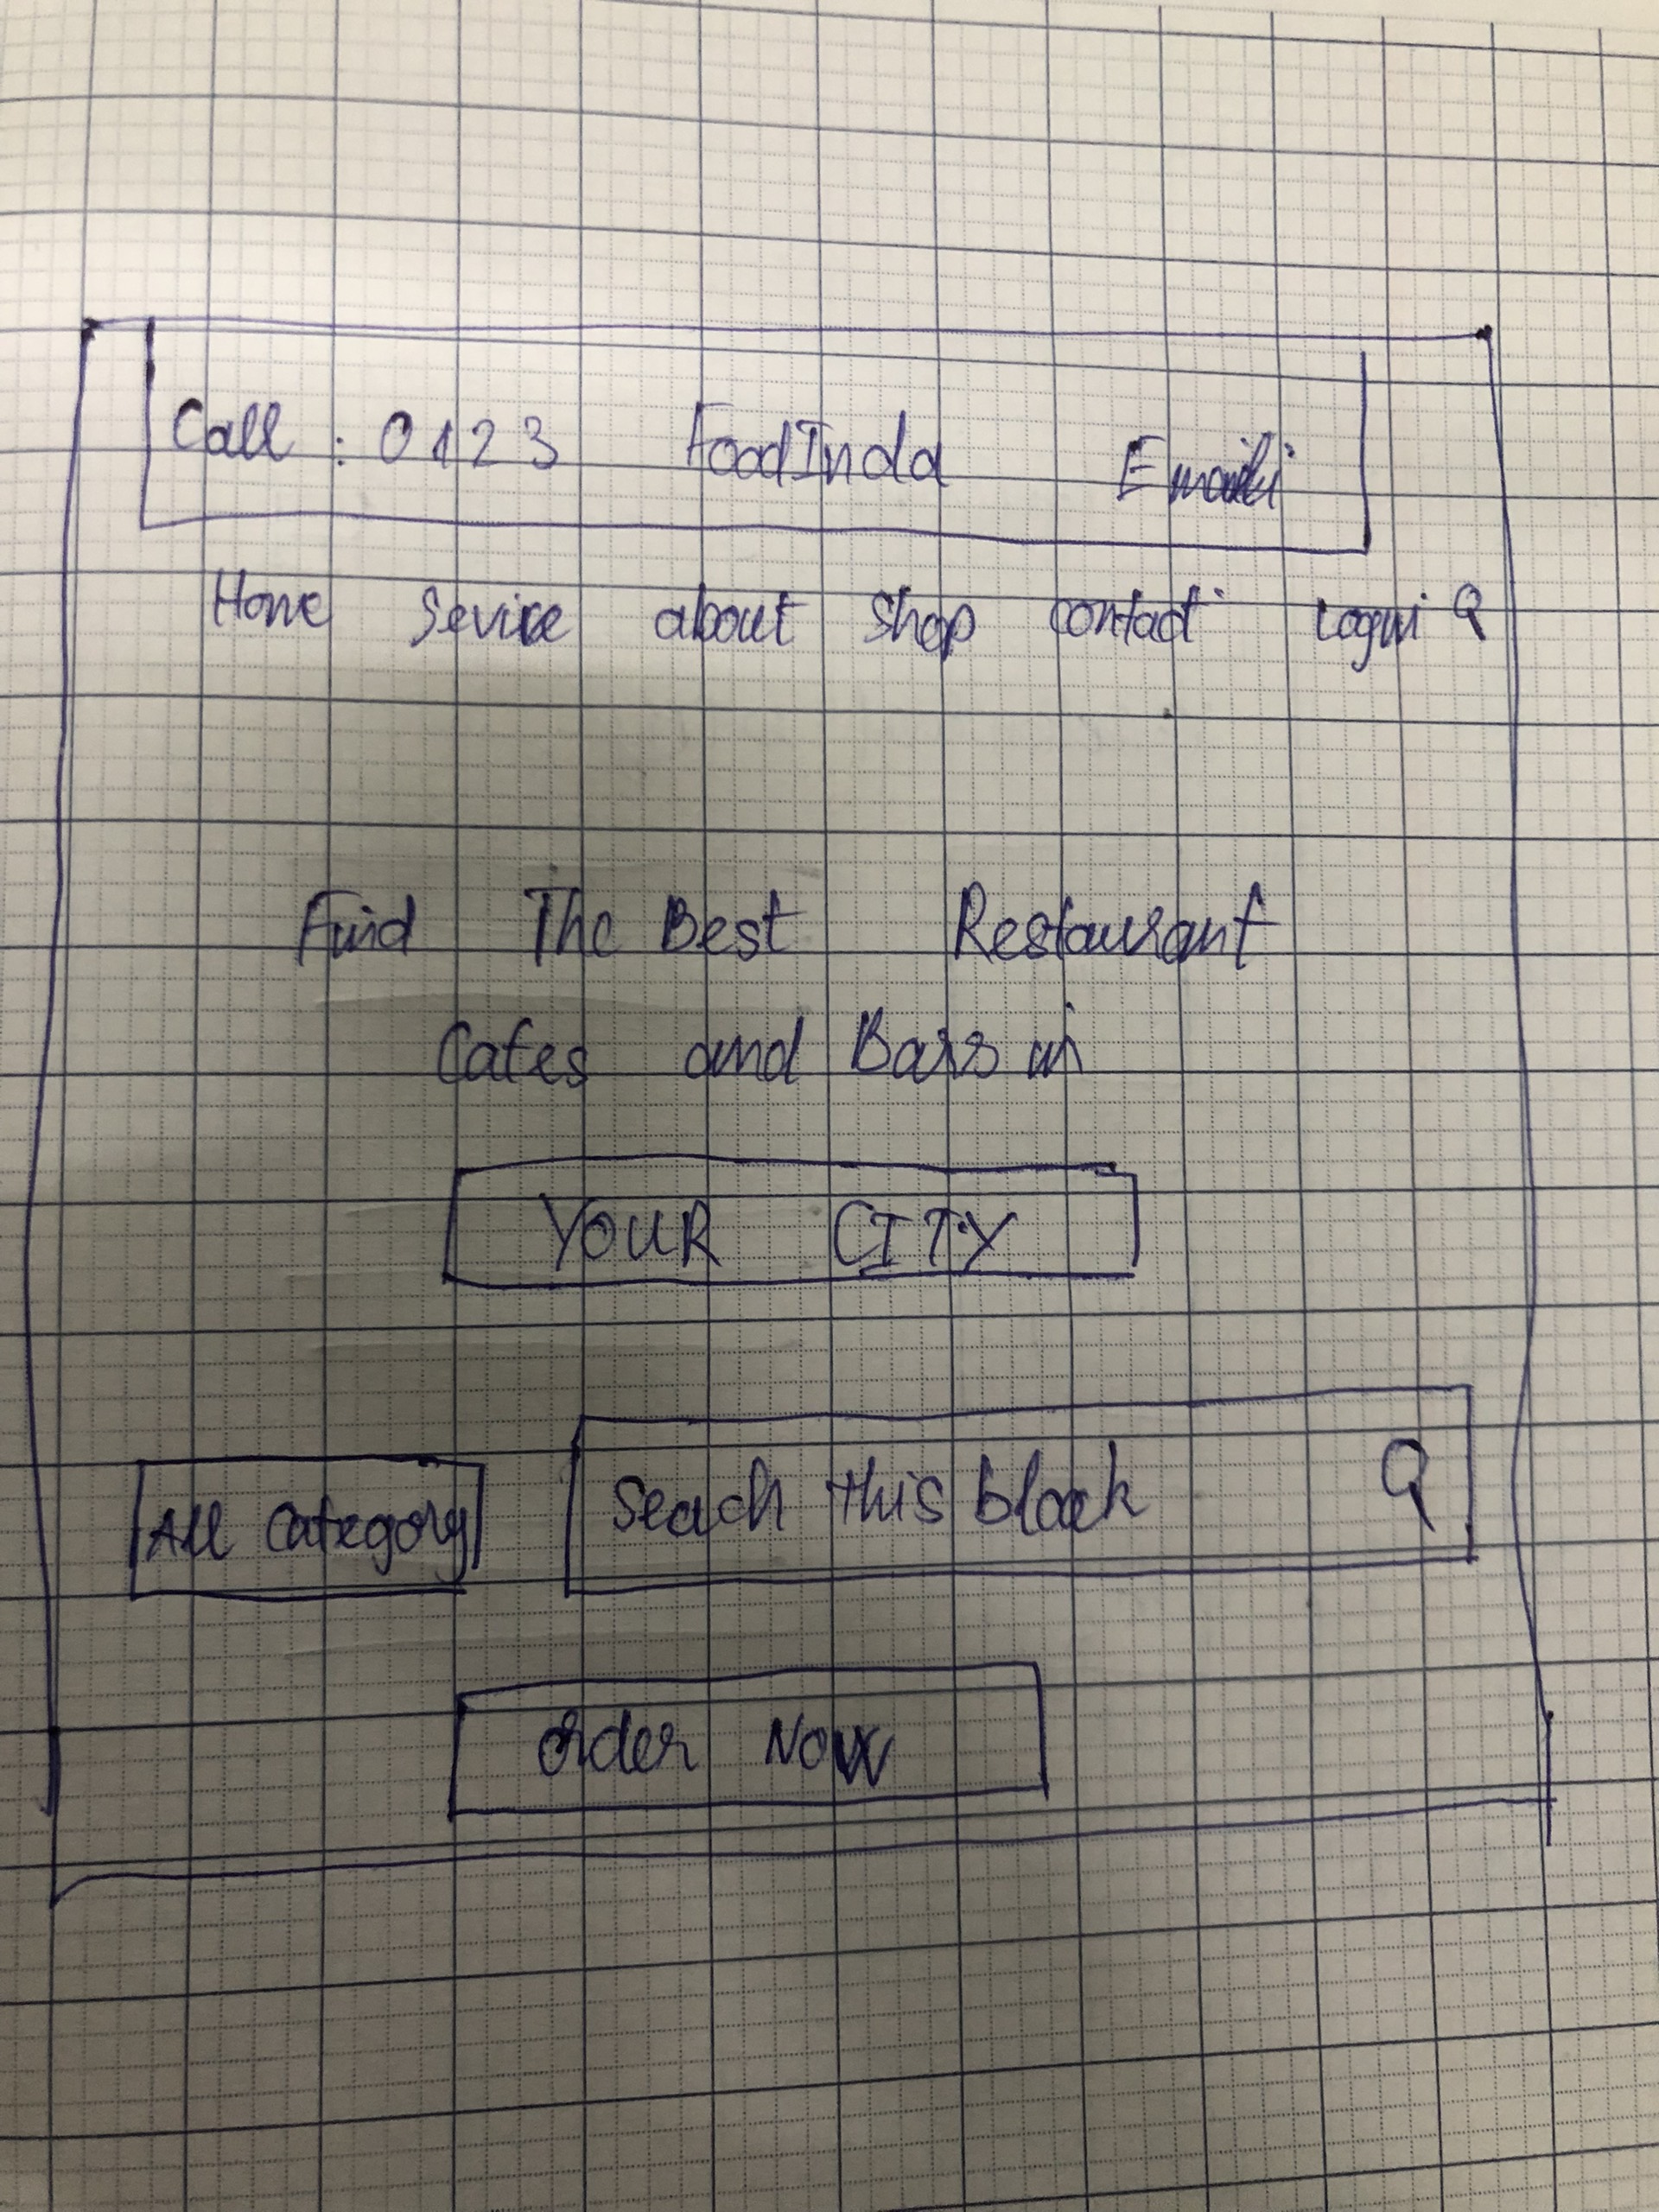 Call : 0123 FoodInda Email
Home Sevice about shop contact Login
Find The Best Restaurant
Cafes and Bars in
YOUR CITY
All Category Seach this block
Order Now